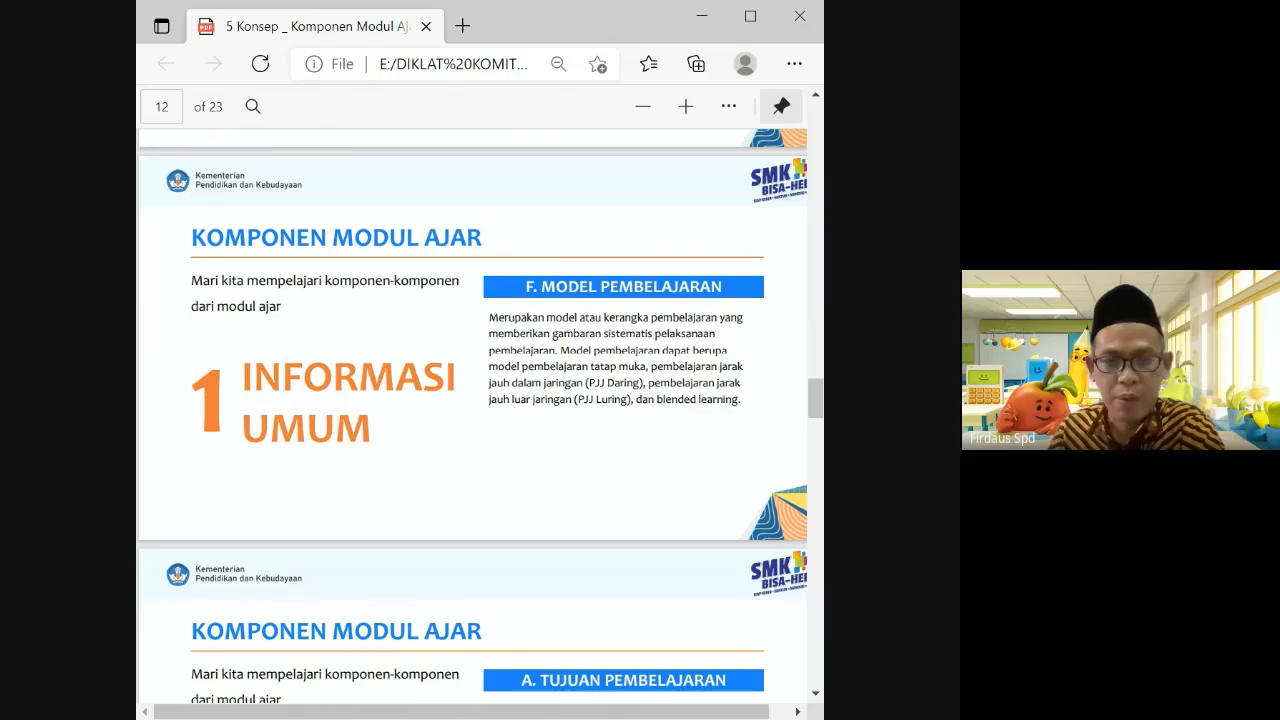 5 Konsep _ Komponen Modul Aj
File
E:/DIKLAT%20KOMIT...
12 of 23
Kementerian
Pendidikan dan Kebudayaan
SMK
BISA-HE
KOMPONEN MODUL AJAR
Mari kita mempelajari komponen-komponen
dari modul ajar
1 INFORMASI
UMUM
F. MODEL PEMBELAJARAN
Merupakan model atau kerangka pembelajaran yang
memberikan gambaran sistematis pelaksanaan
pembelajaran. Model pembelajaran dapat berupa
model pembelajaran tatap muka, pembelajaran jarak
jauh dalam jaringan (PJJ Daring), pembelajaran jarak
jauh luar jaringan (PJJ Luring), dan blended learning.
Firdaus Spd
Kementerian
Pendidikan dan Kebudayaan
SMK
BISA-HE
KOMPONEN MODUL AJAR
Mari kita mempelajari komponen-komponen
dari modul ajar
A. TUJUAN PEMBELAJARAN